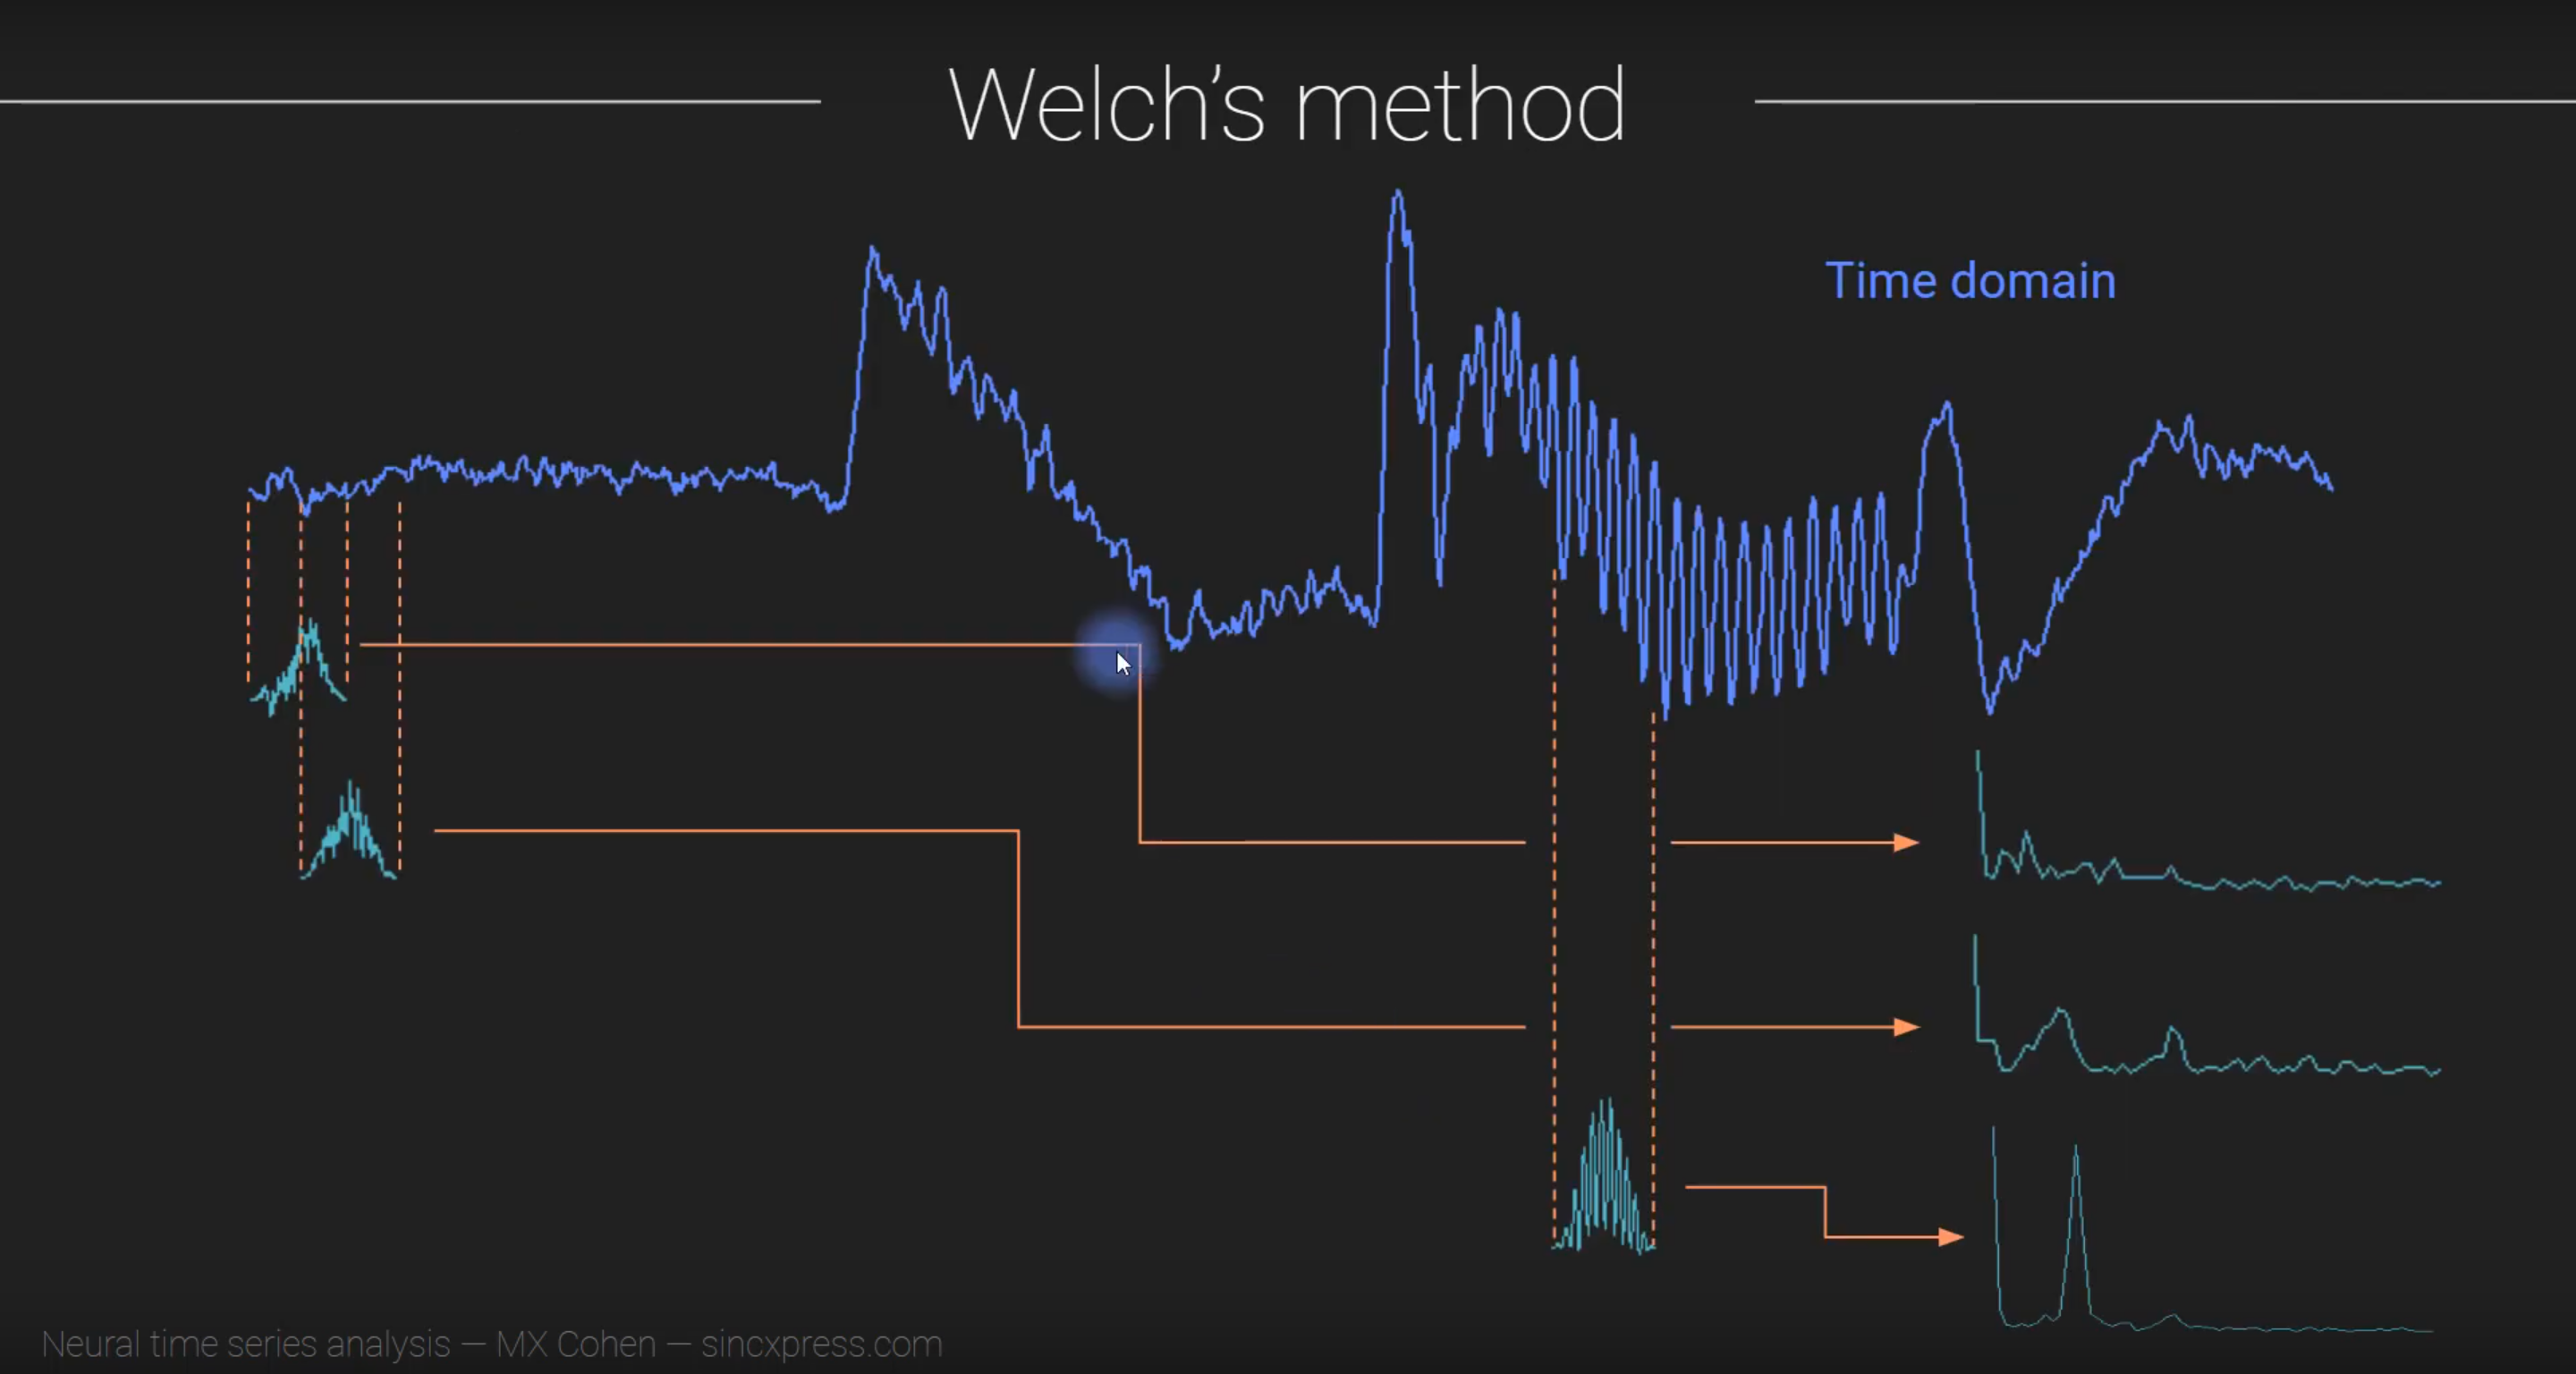 Welch’s method
Time domain
Neural time series analysis — MX Cohen — sincxpress.com